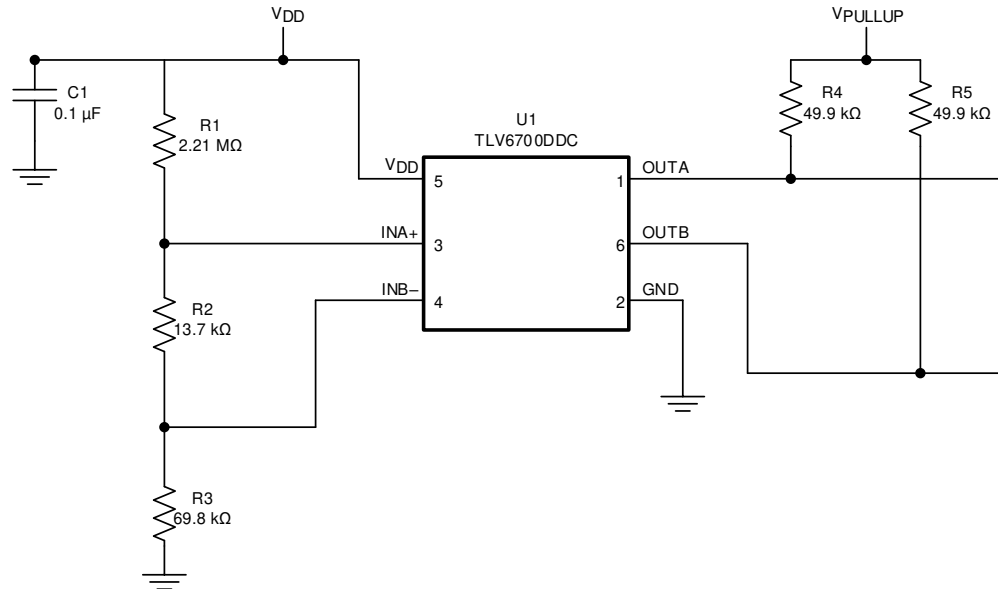 VDD
VPULLUP
C1
0.1 µF
R1
2.21 MΩ
R4
49.9 kΩ
R5
49.9 kΩ
U1
TLV6700DDC
VDD
5
1
OUTA
INA+
3
6
OUTB
INB–
4
2
GND
R2
13.7 kΩ
R3
69.8 kΩ